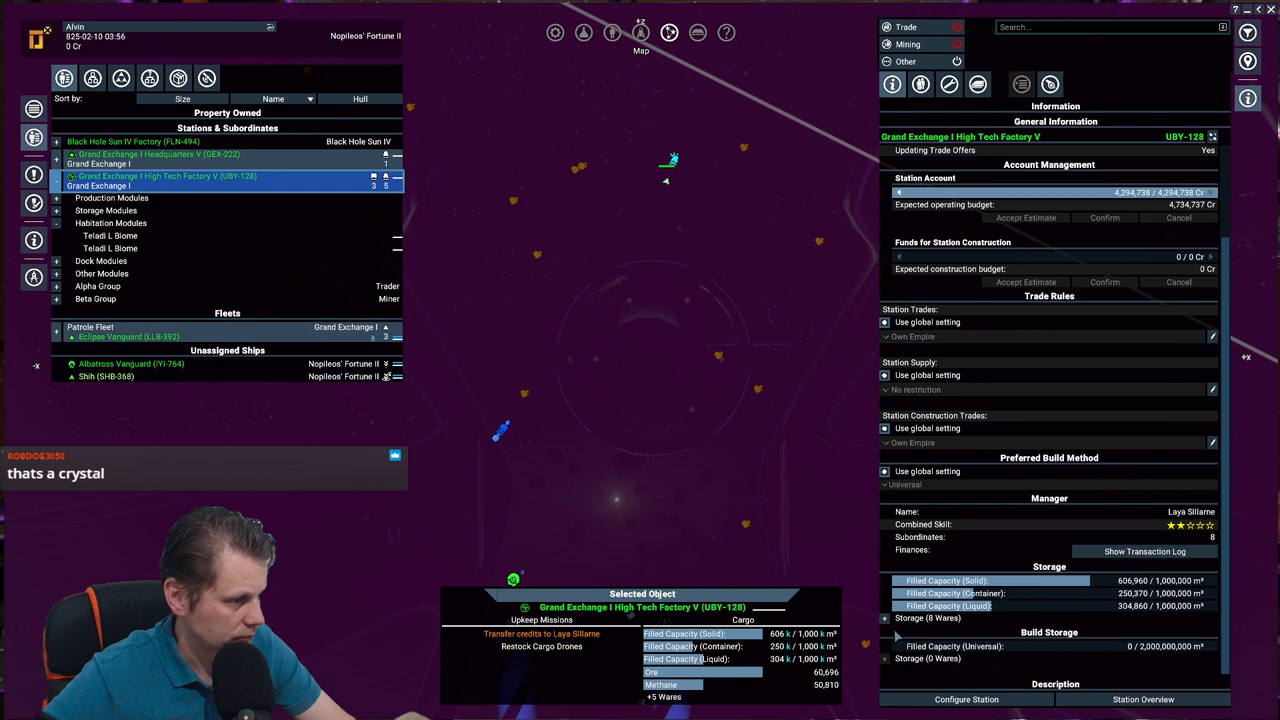 Alvin
825-02-10 03:56
0 Cr
Nopileos' Fortune II
+Z
Map
Sort by:
Size
Name
Hull
Property Owned
Stations & Subordinates
Black Hole Sun IV Factory (FLN-494)
Black Hole Sun IV
Grand Exchange I Headquarters V (GEX-222)
Grand Exchange I
1
Grand Exchange I High Tech Factory V (UBY-128)
Grand Exchange I
3 5
Production Modules
Storage Modules
Habitation Modules
Teladi L Biome
Teladi L Biome
Dock Modules
Other Modules
Alpha Group
Trader
Beta Group
Miner
Fleets
Patrole Fleet
Grand Exchange I
Eclipse Vanguard (LLB-392)
3
Unassigned Ships
Albatross Vanguard (IYI-764)
Nopileos' Fortune II
Shih (SHB-368)
Nopileos' Fortune II
-X
+X
ROBDOG3050
thats a crystal
Selected Object
Grand Exchange I High Tech Factory V (UBY-128)
Upkeep Missions
Cargo
Transfer credits to Laya Sillarne
Restock Cargo Drones
Filled Capacity (Solid):
606 k / 1,000 k m³
Filled Capacity (Container):
250 k / 1,000 k m³
Filled Capacity (Liquid):
304 k / 1,000 k m³
Ore
60,696
Methane
50,810
+5 Wares
Trade
Mining
Other
Search...
Information
General Information
Grand Exchange I High Tech Factory V
UBY-128
Updating Trade Offers
Yes
Account Management
Station Account
4,294,738 / 4,294,738 Cr
Expected operating budget:
4,734,737 Cr
Accept Estimate
Confirm
Cancel
Funds for Station Construction
0 / 0 Cr
Expected construction budget:
0 Cr
Accept Estimate
Confirm
Cancel
Trade Rules
Station Trades:
Use global setting
Own Empire
Station Supply:
Use global setting
No restriction
Station Construction Trades:
Use global setting
Own Empire
Preferred Build Method
Use global setting
Universal
Manager
Name:
Laya Sillarne
Combined Skill:
Subordinates:
8
Finances:
Show Transaction Log
Storage
Filled Capacity (Solid):
606,960 / 1,000,000 m³
Filled Capacity (Container):
250,370 / 1,000,000 m³
Filled Capacity (Liquid):
304,860 / 1,000,000 m³
Storage (8 Wares)
Build Storage
Filled Capacity (Universal):
0 / 2,000,000,000 m³
Storage (0 Wares)
Description
Configure Station
Station Overview